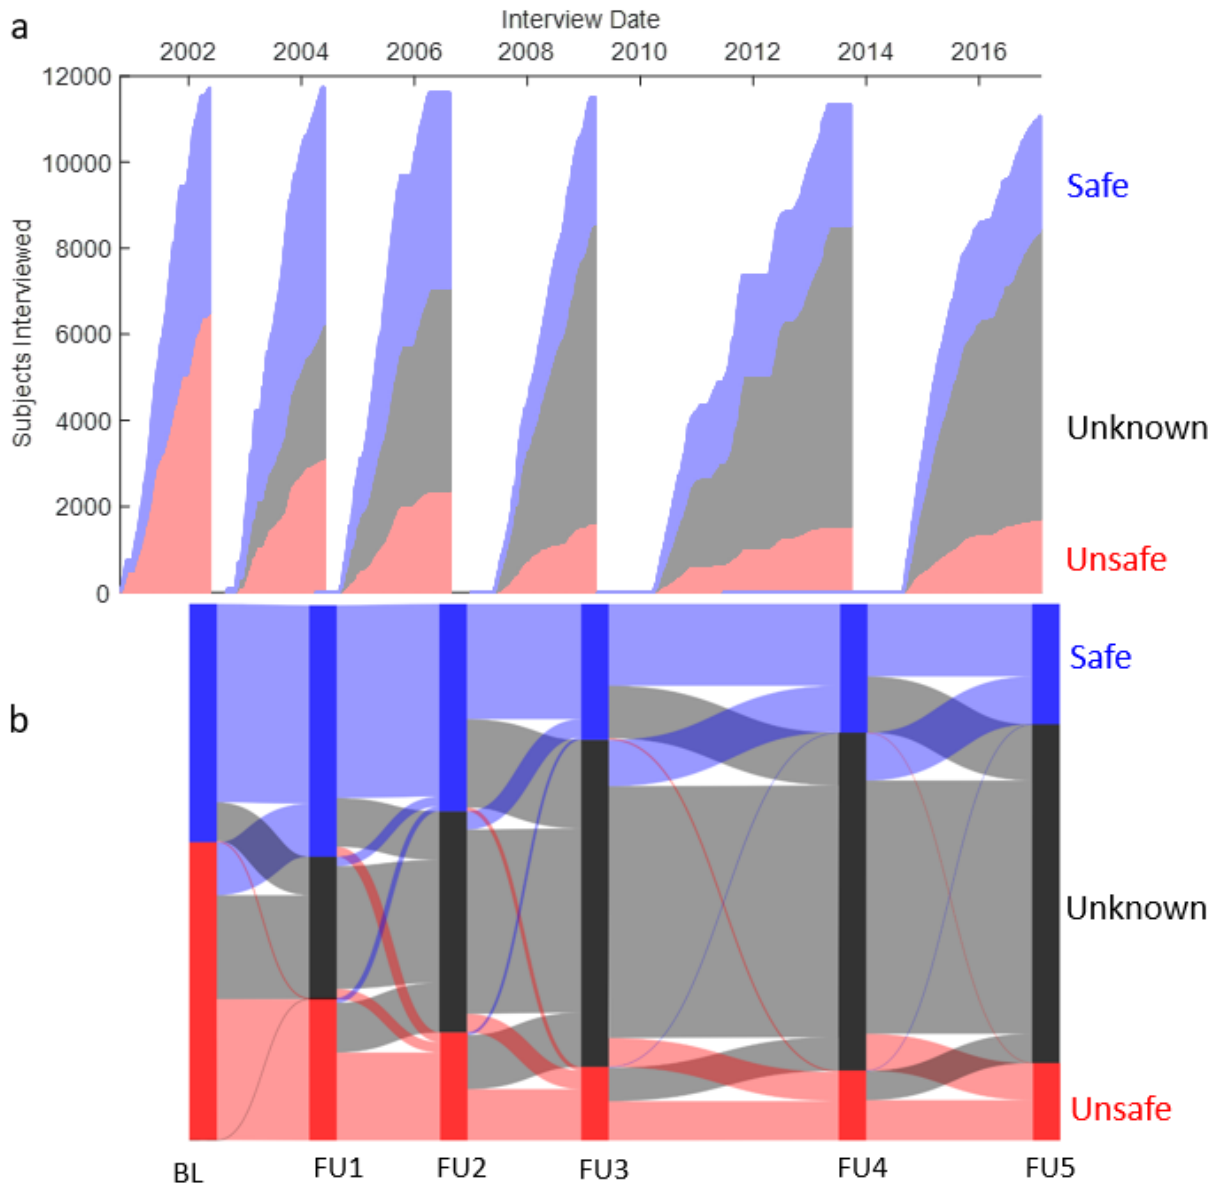 a
Interview Date
2002 2004 2006 2008 2010 2012 2014 2016
12000
10000
8000
6000
4000
2000
0
Subjects Interviewed
Safe
Unknown
Unsafe
b
Safe
Unknown
Unsafe
BL FU1 FU2 FU3 FU4 FU5